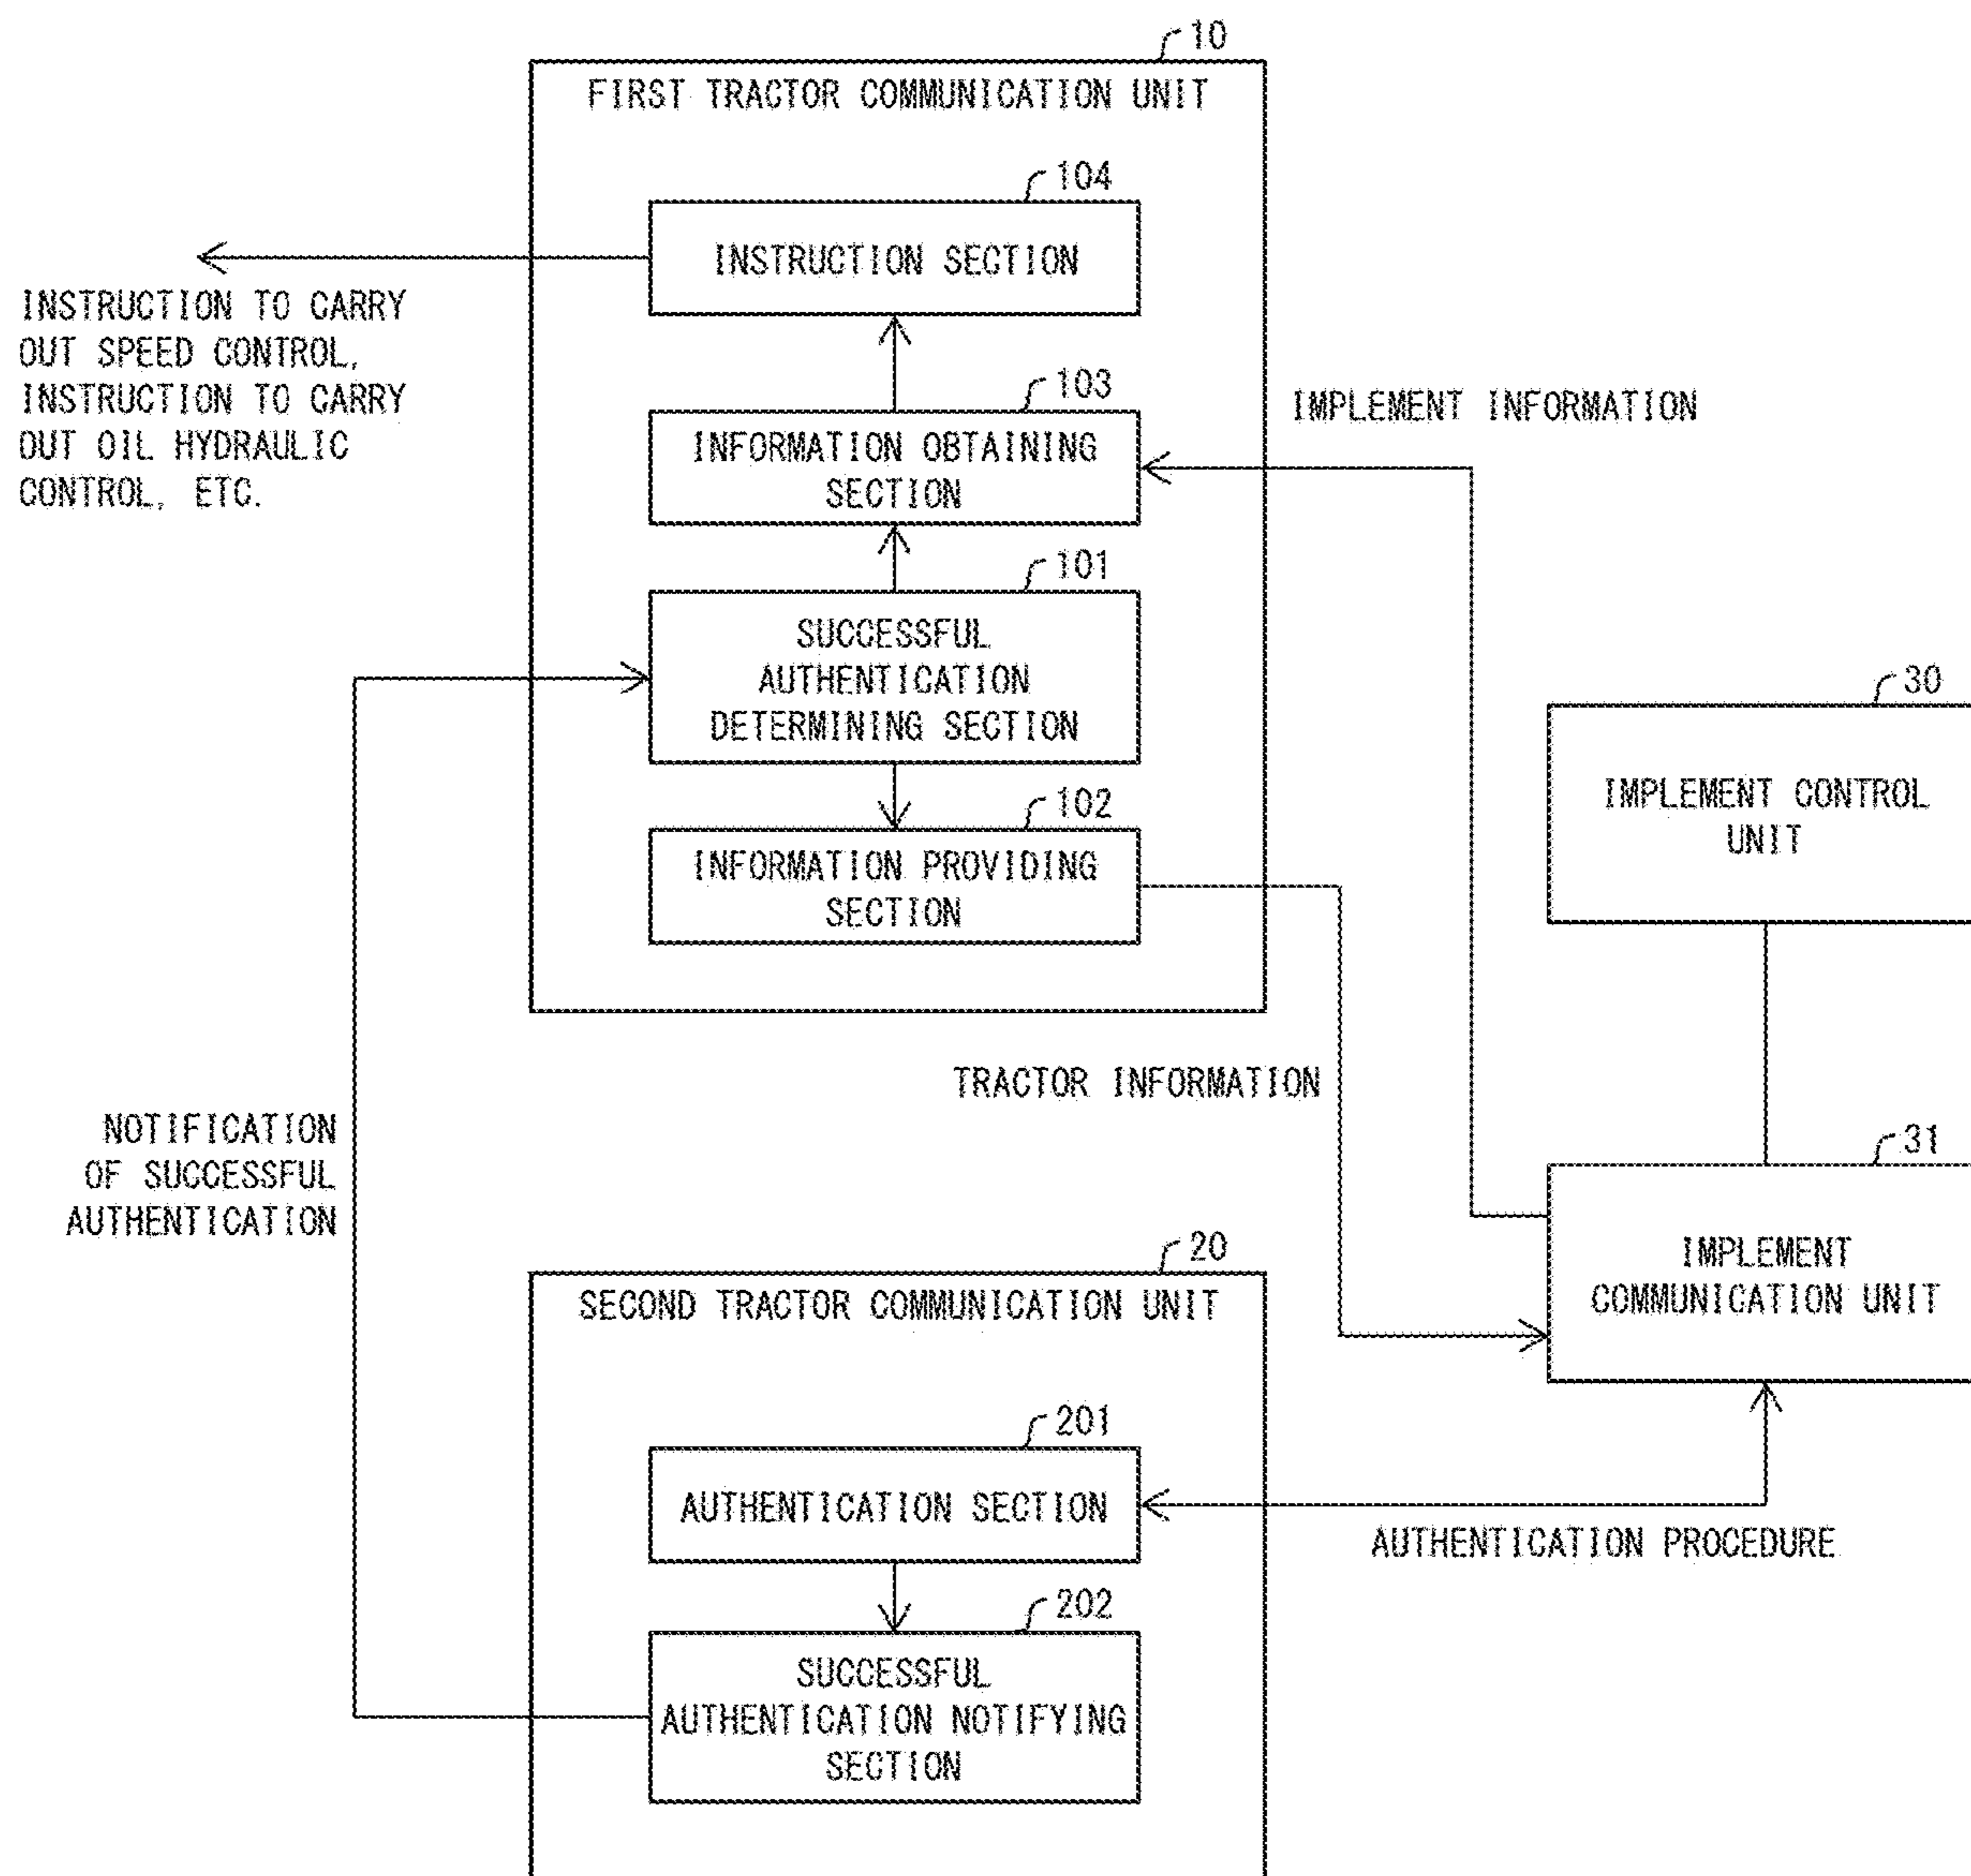 10
FIRST TRACTOR COMMUNICATION UNIT
104
INSTRUCTION SECTION
INSTRUCTION TO CARRY
OUT SPEED CONTROL,
INSTRUCTION TO CARRY
OUT OIL HYDRAULIC
CONTROL, ETC.
103
INFORMATION OBTAINING
SECTION
IMPLEMENT INFORMATION
101
SUCCESSFUL
AUTHENTICATION
DETERMINING SECTION
30
IMPLEMENT CONTROL
UNIT
102
INFORMATION PROVIDING
SECTION
TRACTOR INFORMATION
NOTIFICATION
OF SUCCESSFUL
AUTHENTICATION
31
IMPLEMENT
COMMUNICATION UNIT
20
SECOND TRACTOR COMMUNICATION UNIT
201
AUTHENTICATION SECTION
AUTHENTICATION PROCEDURE
202
SUCCESSFUL
AUTHENTICATION NOTIFYING
SECTION